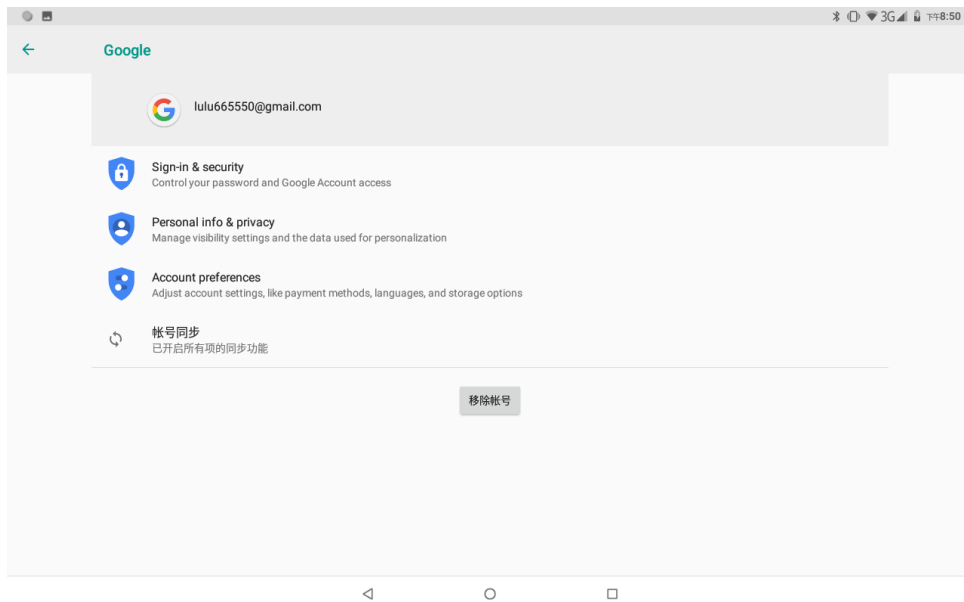 3G 下午8:50
Google
lulu665550@gmail.com
Sign-in & security
Control your password and Google Account access
Personal info & privacy
Manage visibility settings and the data used for personalization
Account preferences
Adjust account settings, like payment methods, languages, and storage options
帐号同步
已开启所有项的同步功能
移除帐号